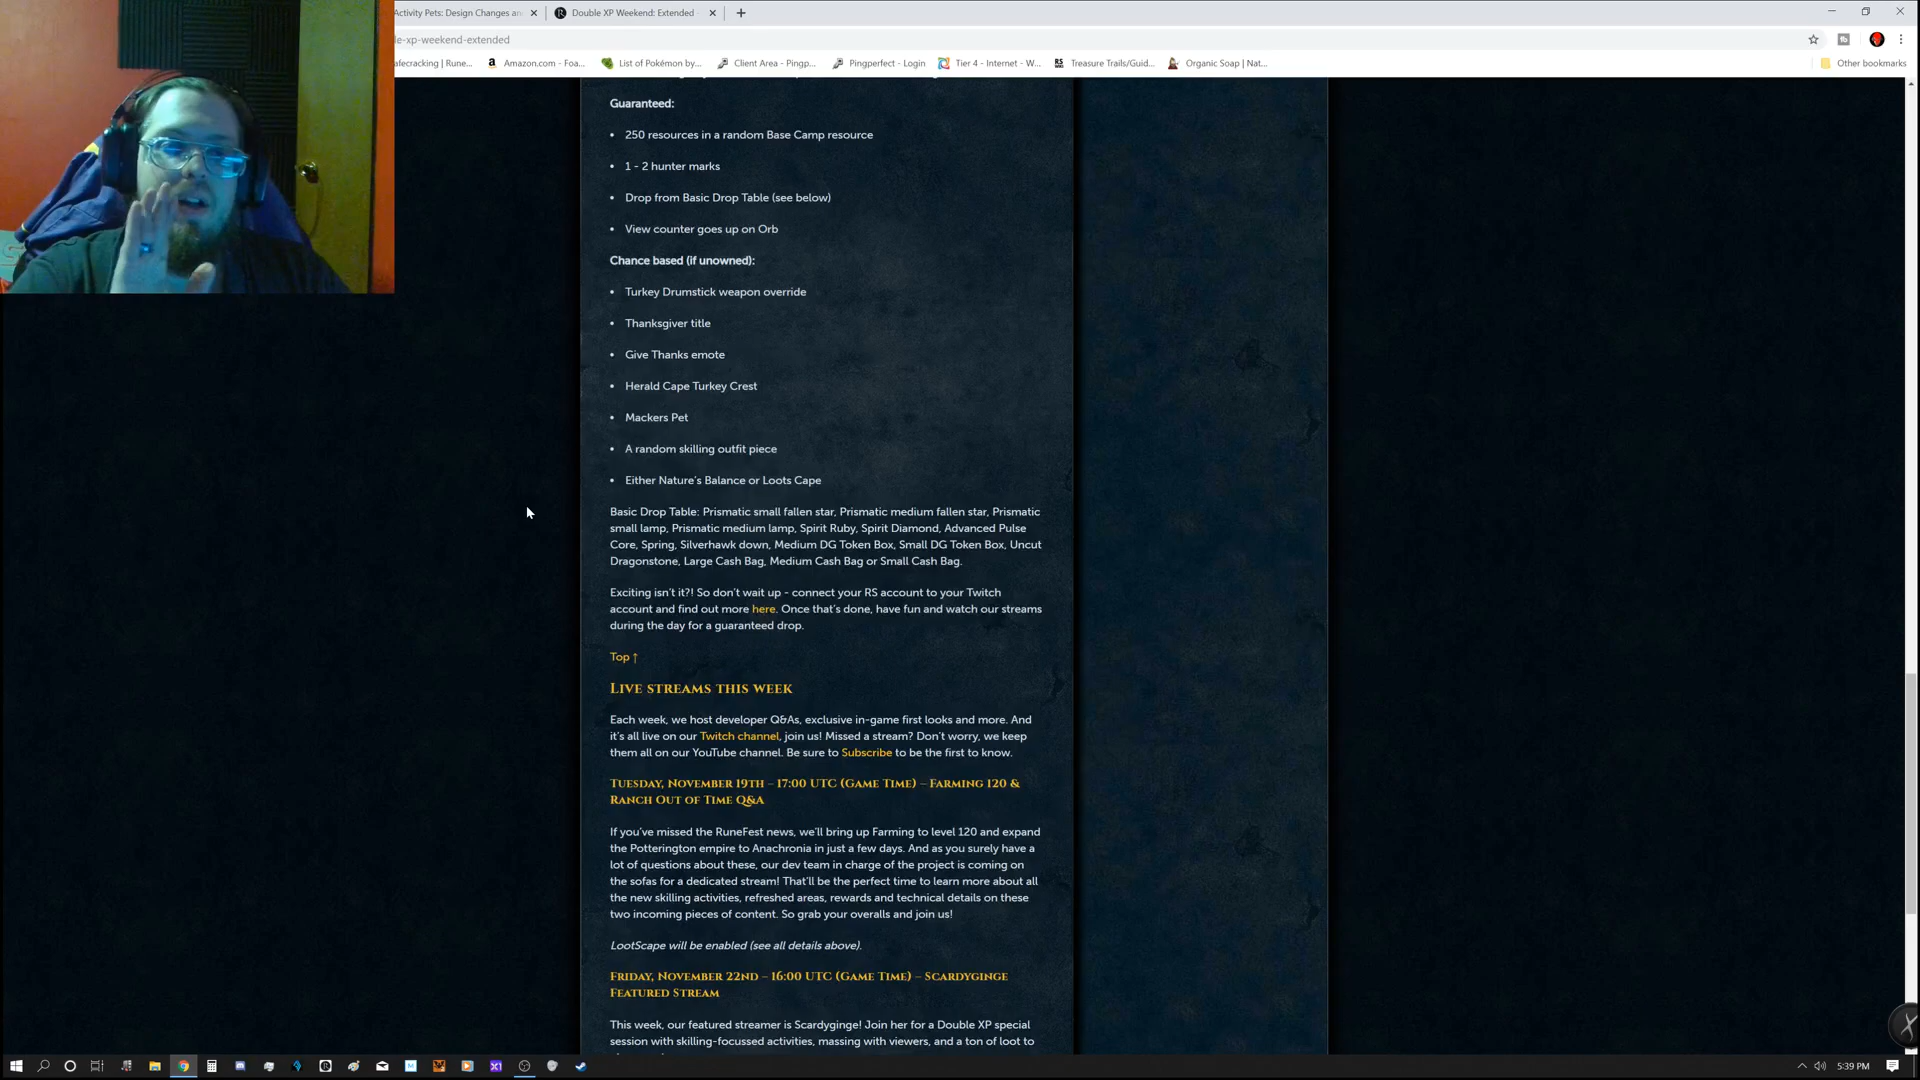 Activity Pets: Design Changes an
Double XP Weekend: Extended
le-xp-weekend-extended
afecracking | Rune...
Amazon.com - Foa...
List of Pokémon by...
Client Area - Pingp...
Pingperfect - Login
Tier 4 - Internet - W...
Treasure Trails/Guid...
Organic Soap | Nat...
Other bookmarks
Guaranteed:
• 250 resources in a random Base Camp resource
• 1 - 2 hunter marks
• Drop from Basic Drop Table (see below)
• View counter goes up on Orb
Chance based (if unowned):
• Turkey Drumstick weapon override
• Thanksgiver title
• Give Thanks emote
• Herald Cape Turkey Crest
• Mackers Pet
• A random skilling outfit piece
• Either Nature's Balance or Loots Cape
Basic Drop Table: Prismatic small fallen star, Prismatic medium fallen star, Prismatic
small lamp, Prismatic medium lamp, Spirit Ruby, Spirit Diamond, Advanced Pulse
Core, Spring, Silverhawk down, Medium DG Token Box, Small DG Token Box, Uncut
Dragonstone, Large Cash Bag, Medium Cash Bag or Small Cash Bag.
Exciting isn't it?! So don't wait up - connect your RS account to your Twitch
account and find out more here. Once that's done, have fun and watch our streams
during the day for a guaranteed drop.
Top ↑
Live streams this week
Each week, we host developer Q&As, exclusive in-game first looks and more. And
it's all live on our Twitch channel, join us! Missed a stream? Don't worry, we keep
them all on our YouTube channel. Be sure to Subscribe to be the first to know.
Tuesday, November 19th – 17:00 UTC (Game Time) – Farming 120 &
Ranch Out of Time Q&A
If you've missed the RuneFest news, we'll bring up Farming to level 120 and expand
the Potterington empire to Anachronia in just a few days. And as you surely have a
lot of questions about these, our dev team in charge of the project is coming on
the sofas for a dedicated stream! That'll be the perfect time to learn more about all
the new skilling activities, refreshed areas, rewards and technical details on these
two incoming pieces of content. So grab your overalls and join us!
LootScape will be enabled (see all details above).
Friday, November 22nd – 16:00 UTC (Game Time) – Scardyginge
Featured Stream
This week, our featured streamer is Scardyginge! Join her for a Double XP special
session with skilling-focussed activities, massing with viewers, and a ton of loot to
5:39 PM